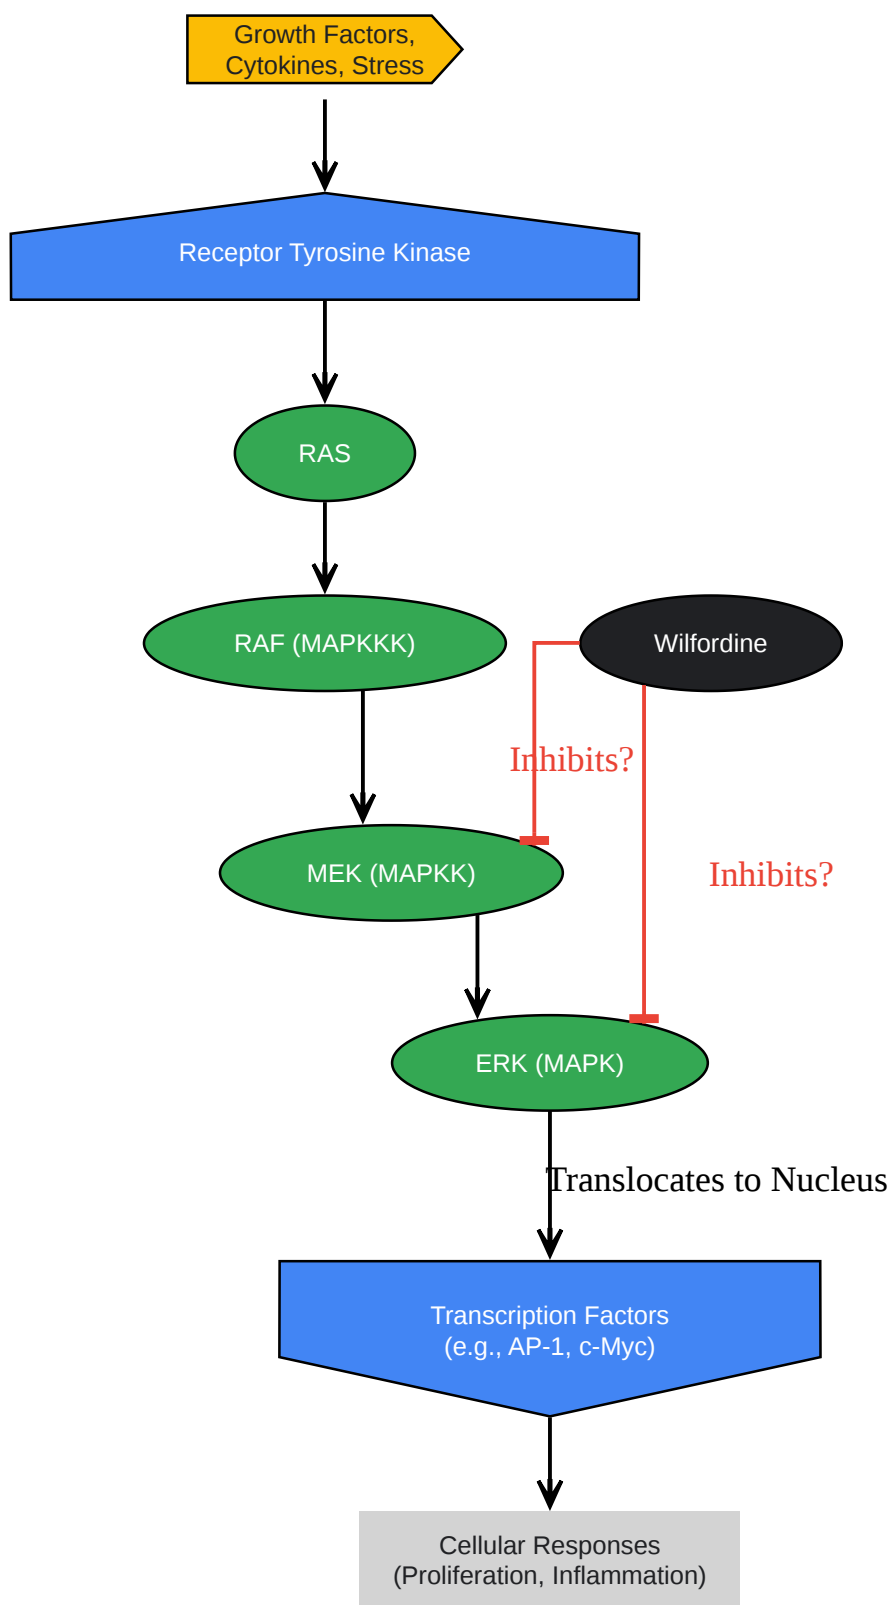 Growth Factors,
Cytokines, Stress
Receptor Tyrosine Kinase
RAS
RAF (MAPKKK)
Wilfordine
Inhibits?
MEK (MAPKK)
Inhibits?
ERK (MAPK)
Translocates to Nucleus
Transcription Factors
(e.g., AP-1, c-Myc)
Cellular Responses
(Proliferation, Inflammation)